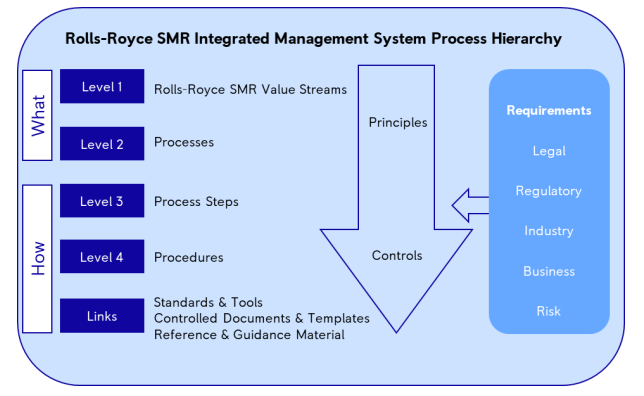 Rolls-Royce SMR Integrated Management System Process Hierarchy
What
Level 1
Rolls-Royce SMR Value Streams
Level 2
Processes
How
Level 3
Process Steps
Level 4
Procedures
Links
Standards & Tools
Controlled Documents & Templates
Reference & Guidance Material
Principles
Controls
Requirements
Legal
Regulatory
Industry
Business
Risk